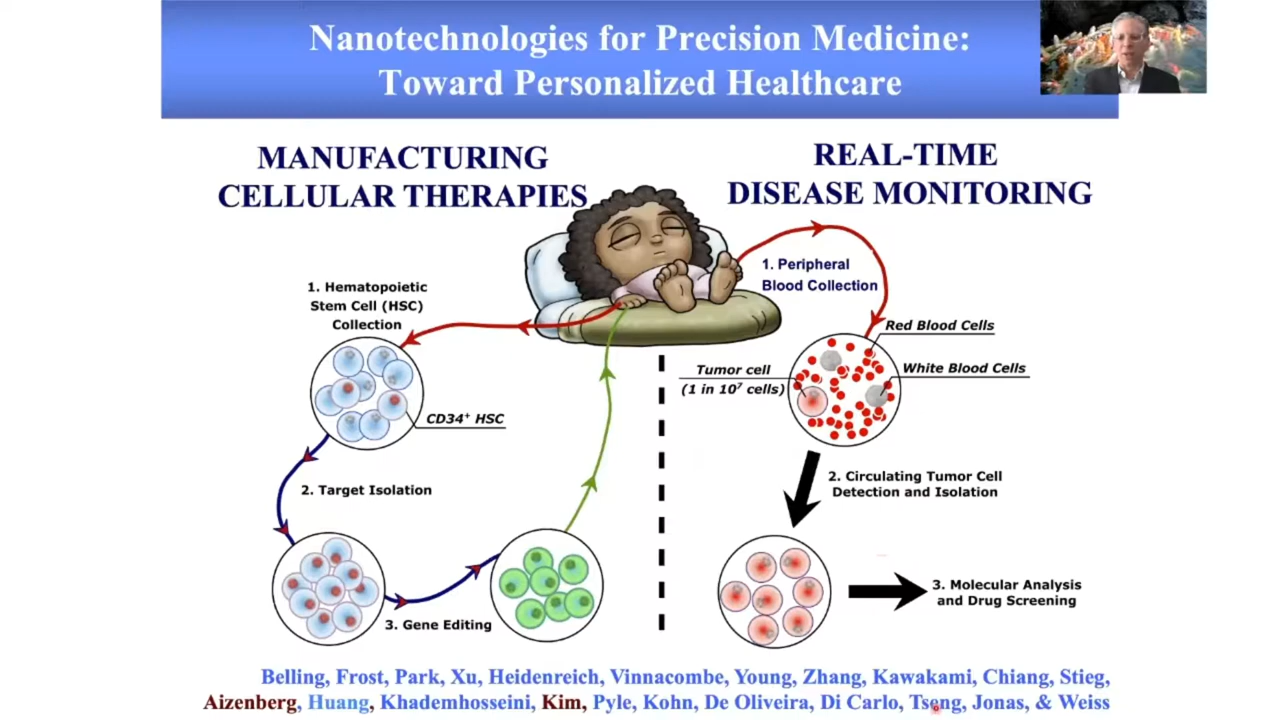 Nanotechnologies for Precision Medicine:
Toward Personalized Healthcare
MANUFACTURING
CELLULAR THERAPIES
1. Hematopoietic
Stem Cell (HSC)
Collection
CD34⁺ HSC
2. Target Isolation
3. Gene Editing
REAL-TIME
DISEASE MONITORING
1. Peripheral
Blood Collection
Red Blood Cells
White Blood Cells
Tumor cell
(1 in 10⁷ cells)
2. Circulating Tumor Cell
Detection and Isolation
3. Molecular Analysis
and Drug Screening
Belling, Frost, Park, Xu, Heidenreich, Vinnacombe, Young, Zhang, Kawakami, Chiang, Stieg,
Aizenberg, Huang, Khademhosseini, Kim, Pyle, Kohn, De Oliveira, Di Carlo, Tseng, Jonas, & Weiss